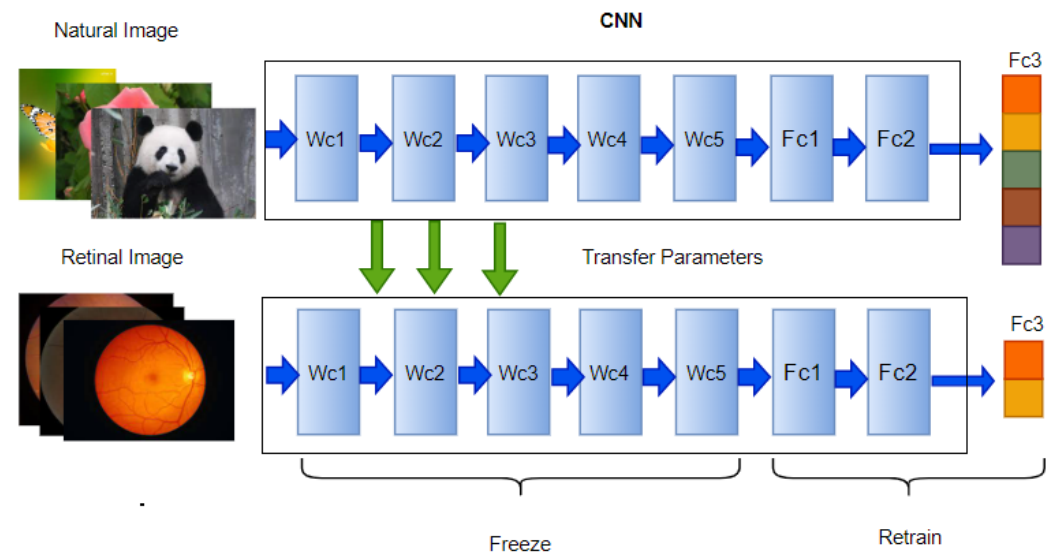 CNN
Natural Image
Fc3
Wc1
Wc2
Wc3
Wc4
Wc5
Fc1
Fc2
Retinal Image
Transfer Parameters
Fc3
Wc1
Wc2
Wc3
Wc4
Wc5
Fc1
Fc2
Freeze
Retrain